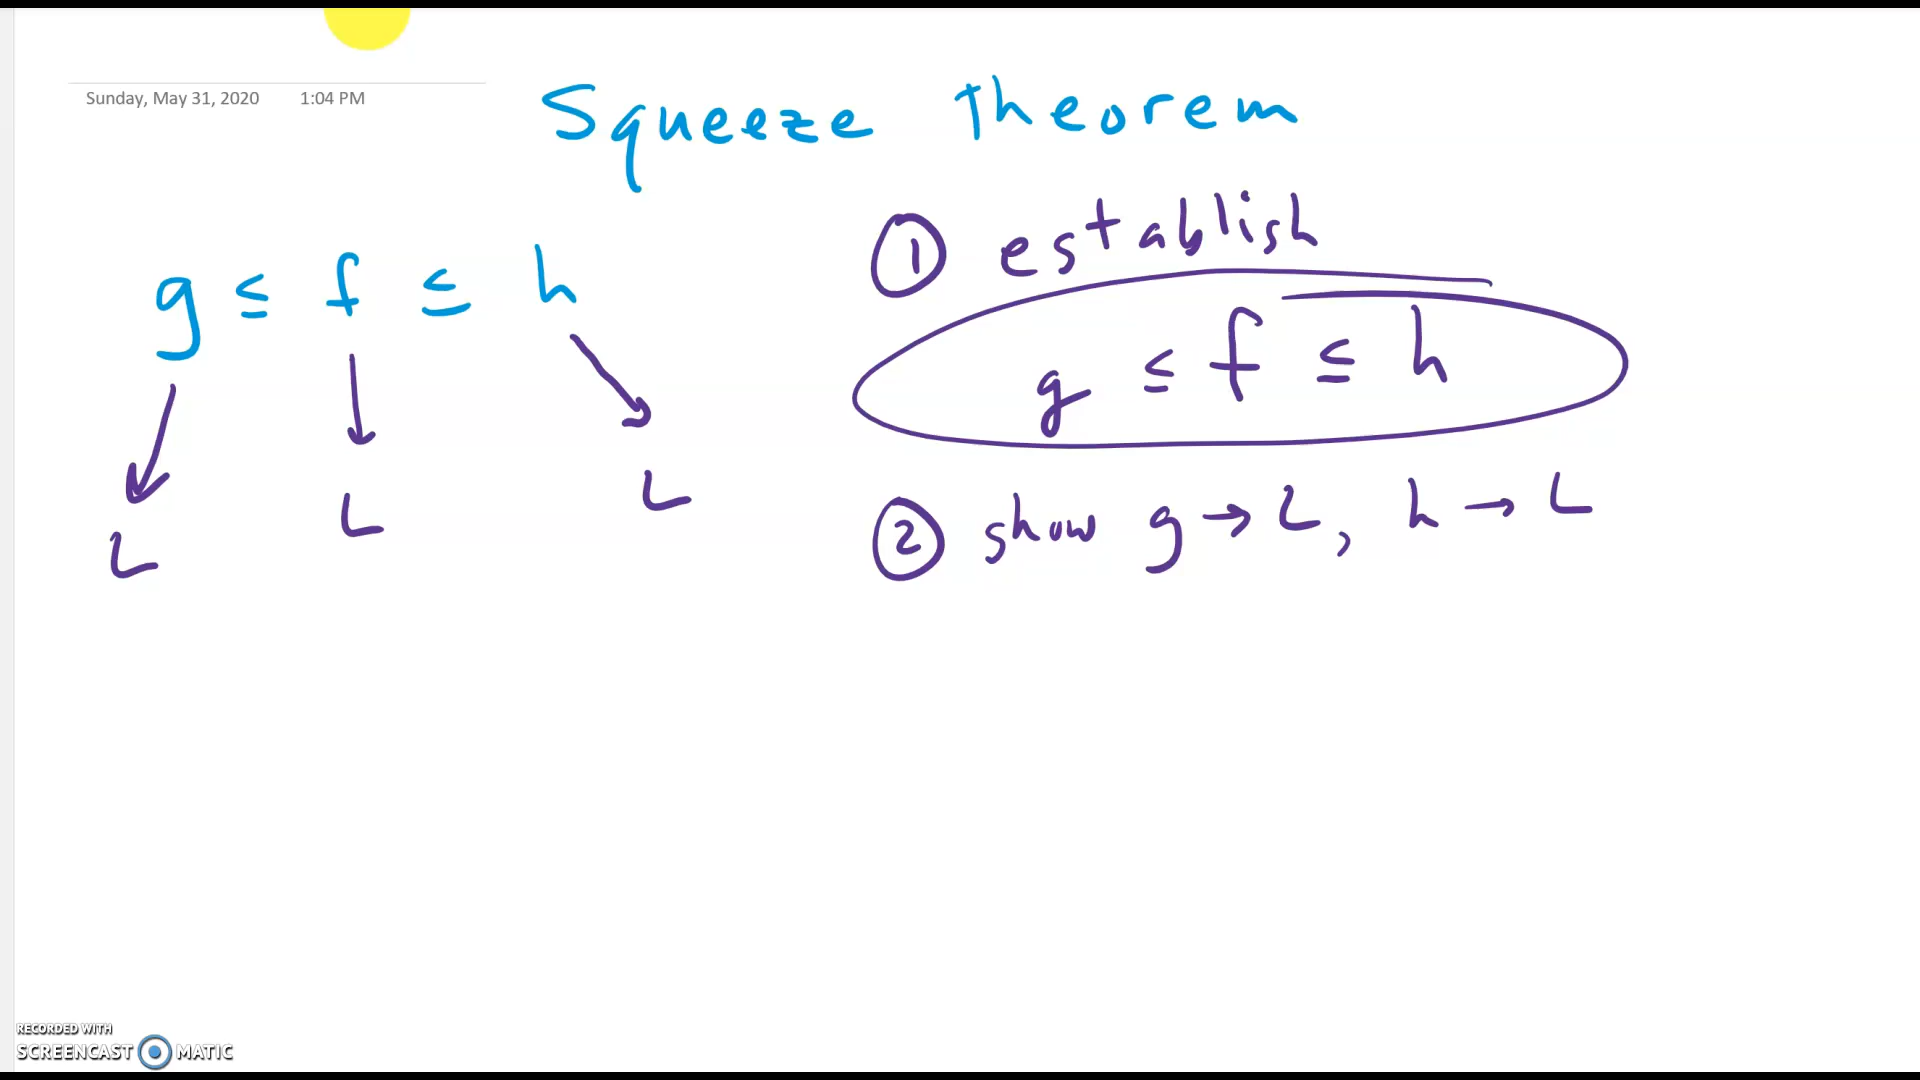 Sunday, May 31, 2020 1:04 PM
Squeeze Theorem
g ≤ f ≤ h
L L L
① establish
g ≤ f ≤ h
② show g → L, h → L
RECORDED WITH
SCREENCAST MATIC